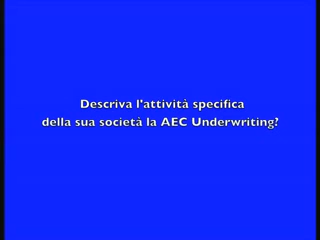 Descriva l'attività specifica
della sua società la AEC Underwriting?